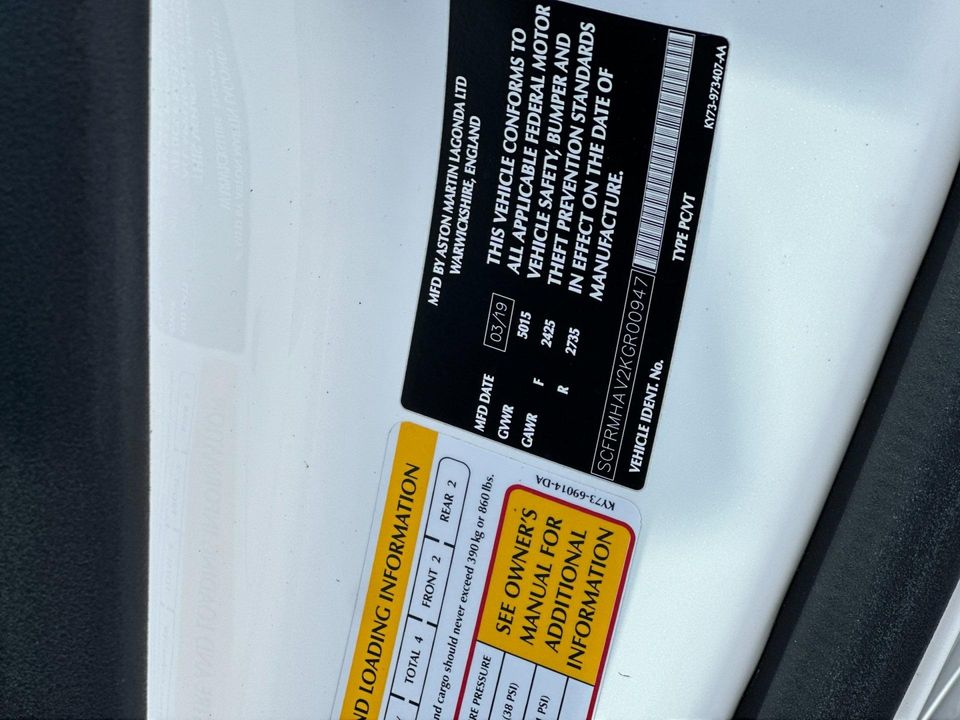 MFD BY ASTON MARTIN LAGONDA LTD
WARWICKSHIRE, ENGLAND
MFD DATE 03/19
GVWR 5015
GAWR F 2425
R 2735
THIS VEHICLE CONFORMS TO
ALL APPLICABLE FEDERAL MOTOR
VEHICLE SAFETY, BUMPER AND
THEFT PREVENTION STANDARDS
IN EFFECT ON THE DATE OF
MANUFACTURE.
SCFRMHAV2KGR00947
VEHICLE IDENT. No. TYPE PC/VT
KY73-973407-AA
LOADING INFORMATION
TOTAL 4 FRONT 2 REAR 2
cargo should never exceed 390 kg or 860 lbs.
PRESSURE
(38 PSI)
PSI)
SEE OWNER'S
MANUAL FOR
ADDITIONAL
INFORMATION
KY73-69014-DA